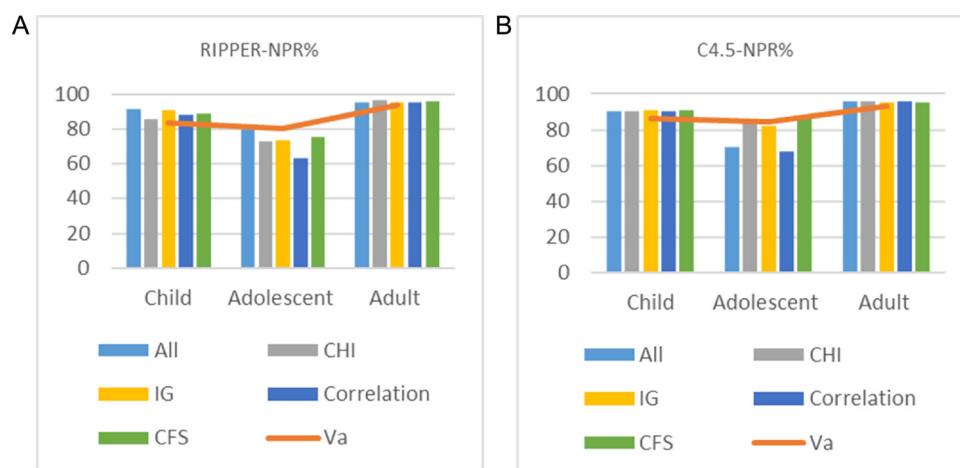 A
RIPPER-NPR%
100
80
60
40
20
0
Child Adolescent Adult
All CHI
IG Correlation
CFS Va
B
C4.5-NPR%
100
80
60
40
20
0
Child Adolescent Adult
All CHI
IG Correlation
CFS Va